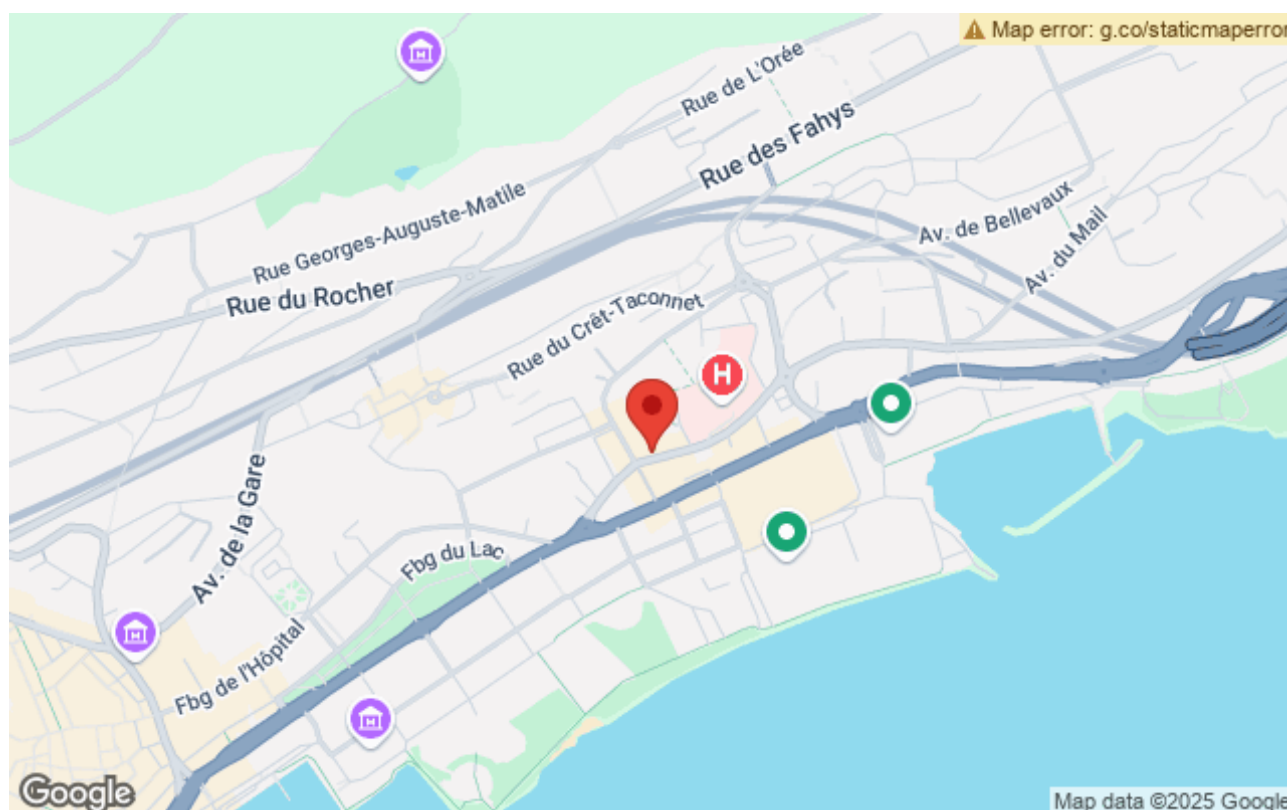 Map error: g.co/staticmaperror
Rue de L'Orée
Rue des Fahys
Rue Georges-Auguste-Matile
Av. de Bellevaux
Av. du Mail
Rue du Rocher
Rue du Crêt-Taconnet
H
Av. de la Gare
Fbg du Lac
Fbg de l'Hôpital
Google
Map data ©2025 Google